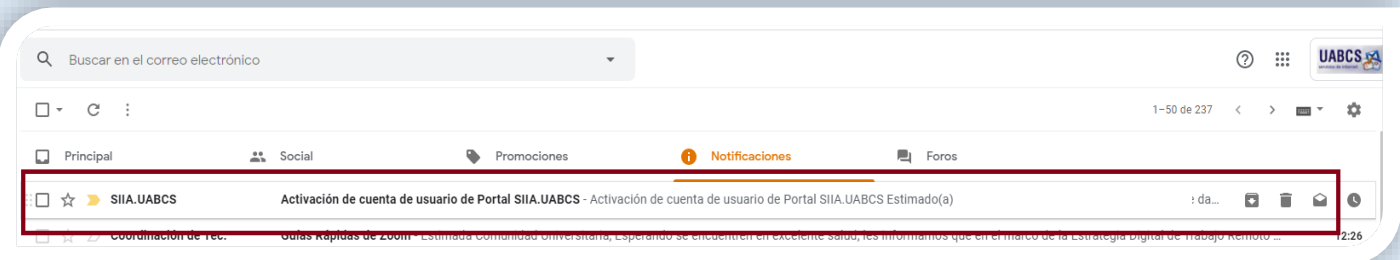 Buscar en el correo electrónico
UABCS
1–50 de 237
Principal Social Promociones Notificaciones Foros
SIIA.UABCS Activación de cuenta de usuario de Portal SIIA.UABCS - Activación de cuenta de usuario de Portal SIIA.UABCS Estimado(a) : da...
Coordinación de Tec. Guías Rápidas de Zoom - Estimada Comunidad Universitaria, Esperando se encuentren en excelente salud, les informamos que en el marco de la Estrategia Digital de Trabajo Remoto ... 12:26